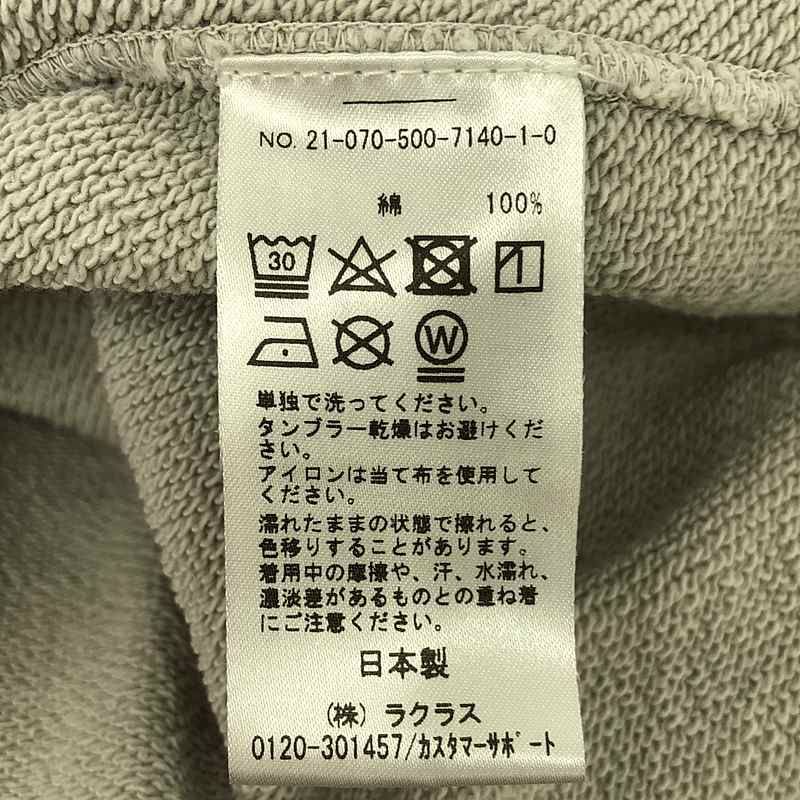 NO. 21-070-500-7140-1-0
綿 100%
30
W
単独で洗ってください。
タンブラー乾燥はお避けくだ
さい。
アイロンは当て布を使用して
ください。
濡れたままの状態で擦れると、
色移りすることがあります。
着用中の摩擦や、汗、水濡れ、
濃淡差があるものとの重ね着
にご注意ください。
日本製
(株) ラクラス
0120-301457/カスタマーサポート